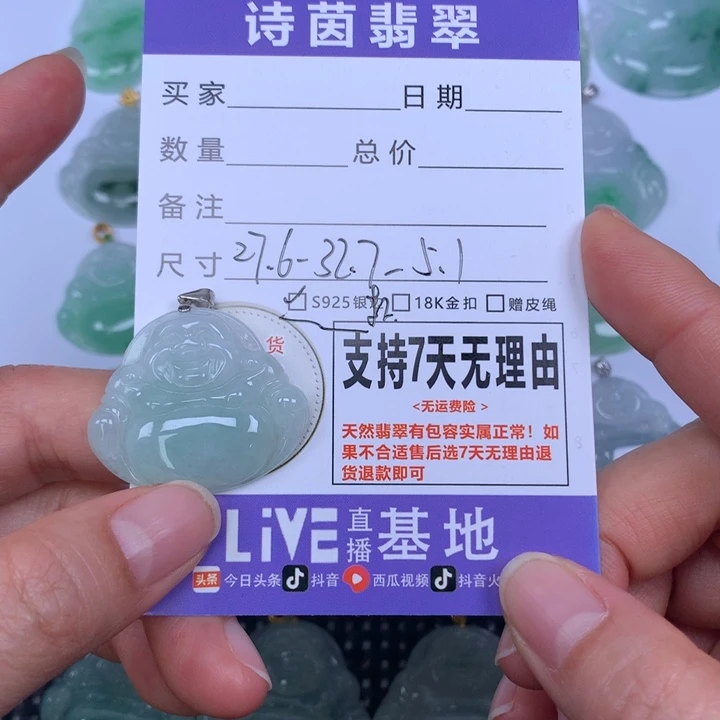 诗茵翡翠
买家 日期
数量 总价
备注
尺寸 27.6-32.7-5.1
S925银 18K金扣 赠皮绳
货
支持7天无理由
<无运费险>
天然翡翠有包容实属正常！如
果不合适售后选7天无理由退
货退款即可
LiVE直播基地
头条 今日头条 抖音 西瓜视频 抖音火